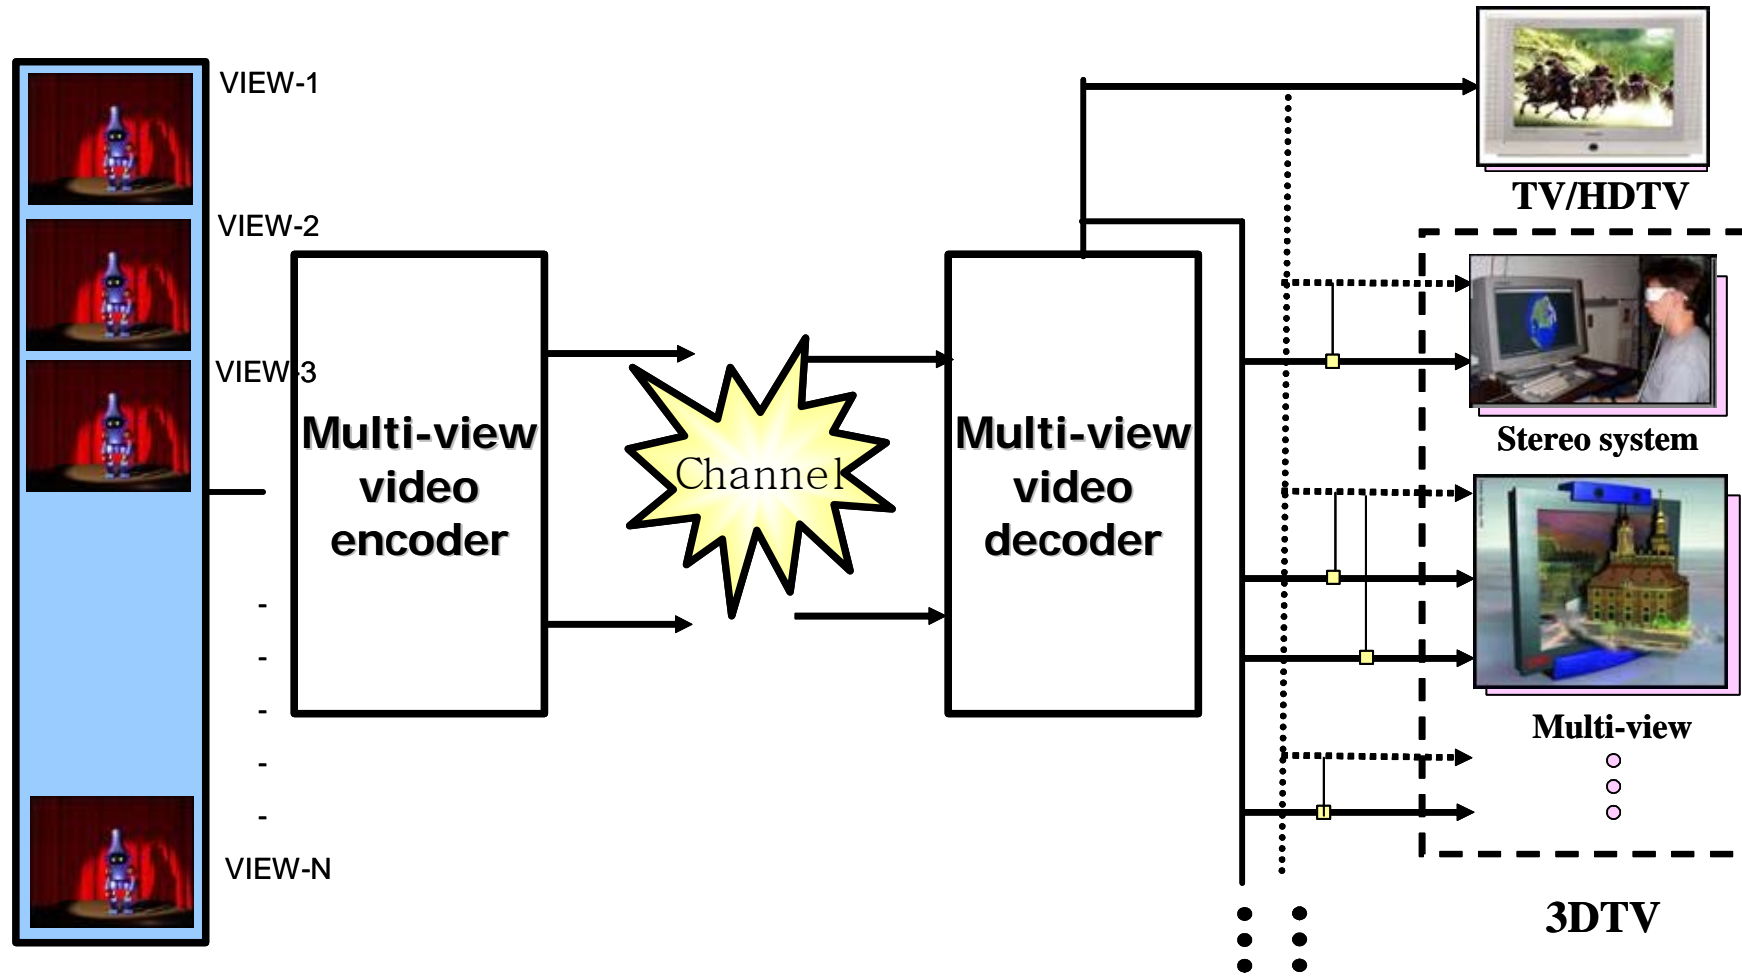 VIEW-1
VIEW-2
VIEW-3
-
-
-
-
-
VIEW-N
Multi-view
video
encoder
Channel
Multi-view
video
decoder
TV/HDTV
Stereo system
Multi-view
3DTV